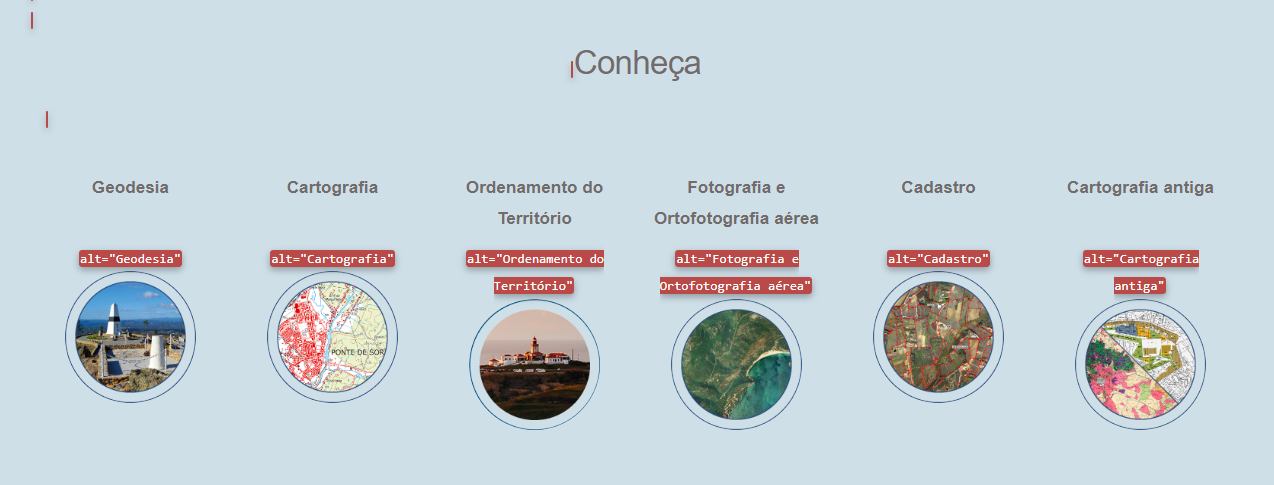 Conheça
Geodesia
Cartografia
Ordenamento do
Território
Fotografia e
Ortofotografia aérea
Cadastro
Cartografia antiga
alt="Geodesia"
alt="Cartografia"
alt="Ordenamento do
Território"
alt="Fotografia e
Ortofotografia aérea"
alt="Cadastro"
alt="Cartografia
antiga"
PONTE DE SOR